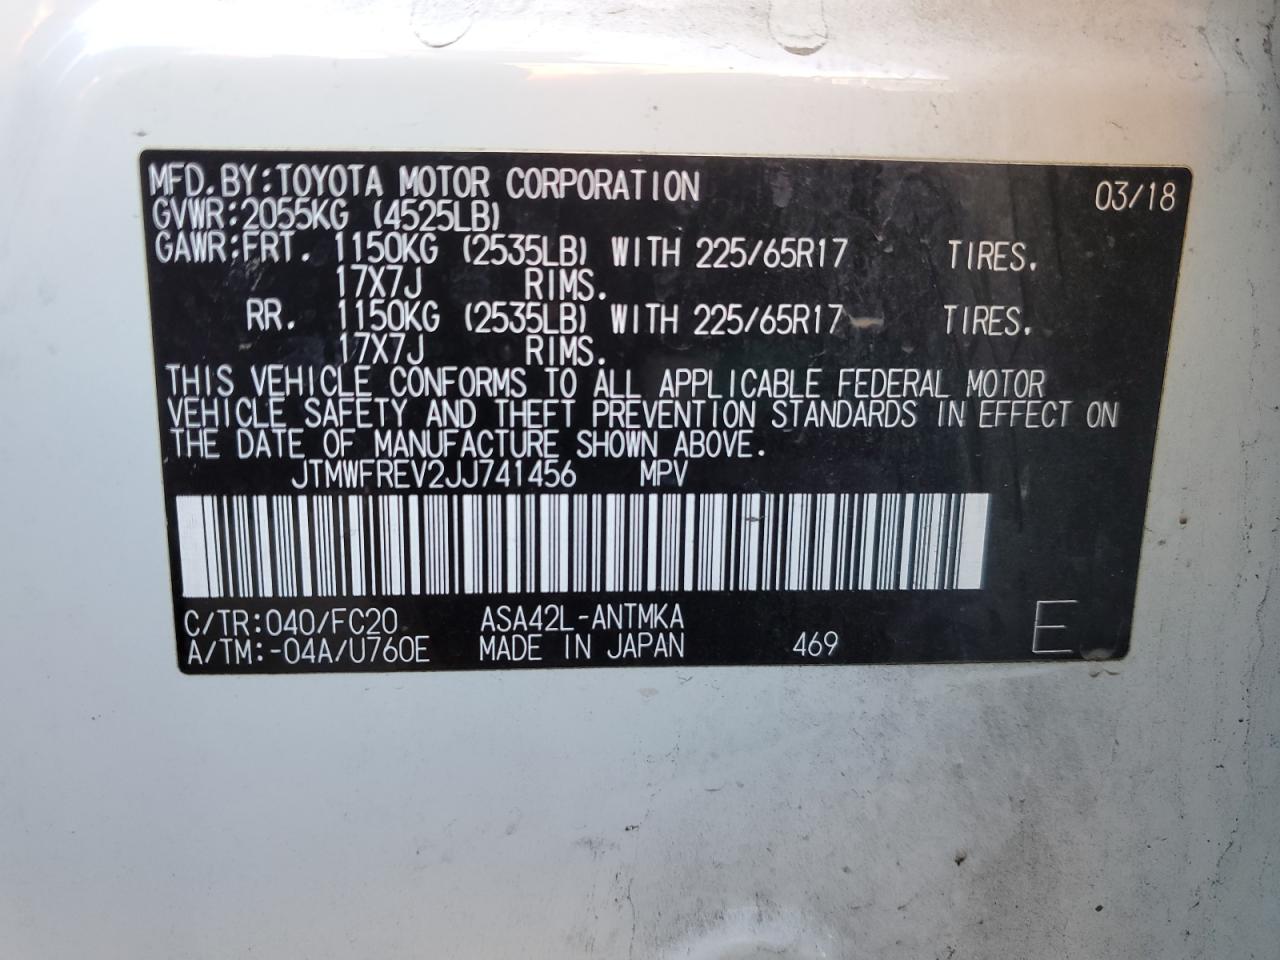 MFD.BY:TOYOTA MOTOR CORPORATION 03/18
GVWR:2055KG (4525LB)
GAWR:FRT. 1150KG (2535LB) WITH 225/65R17 TIRES.
17X7J RIMS.
RR. 1150KG (2535LB) WITH 225/65R17 TIRES.
17X7J RIMS.
THIS VEHICLE CONFORMS TO ALL APPLICABLE FEDERAL MOTOR
VEHICLE SAFETY AND THEFT PREVENTION STANDARDS IN EFFECT ON
THE DATE OF MANUFACTURE SHOWN ABOVE.
JTMWFREV2JJ741456 MPV
C/TR:040/FC20 ASA42L-ANTMKA
A/TM:-04A/U760E MADE IN JAPAN 469 E